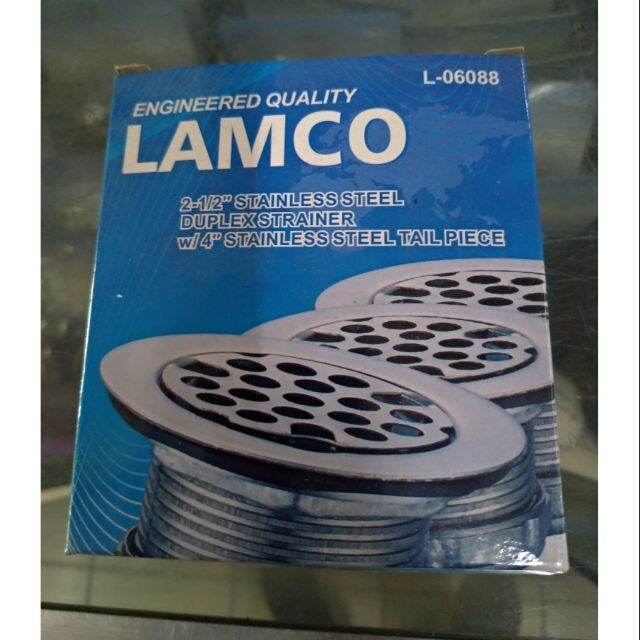 L-06088
ENGINEERED QUALITY
LAMCO
2-1/2" STAINLESS STEEL
DUPLEX STRAINER
w/ 4" STAINLESS STEEL TAIL PIECE